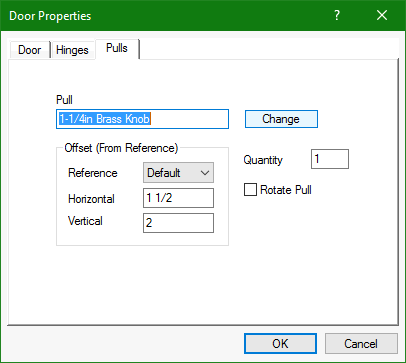 Door Properties
?
Door Hinges Pulls
Pull
1-1/4in Brass Knob Change
Offset (From Reference)
Reference Default
Horizontal 1 1/2
Vertical 2
Quantity 1
Rotate Pull
OK Cancel